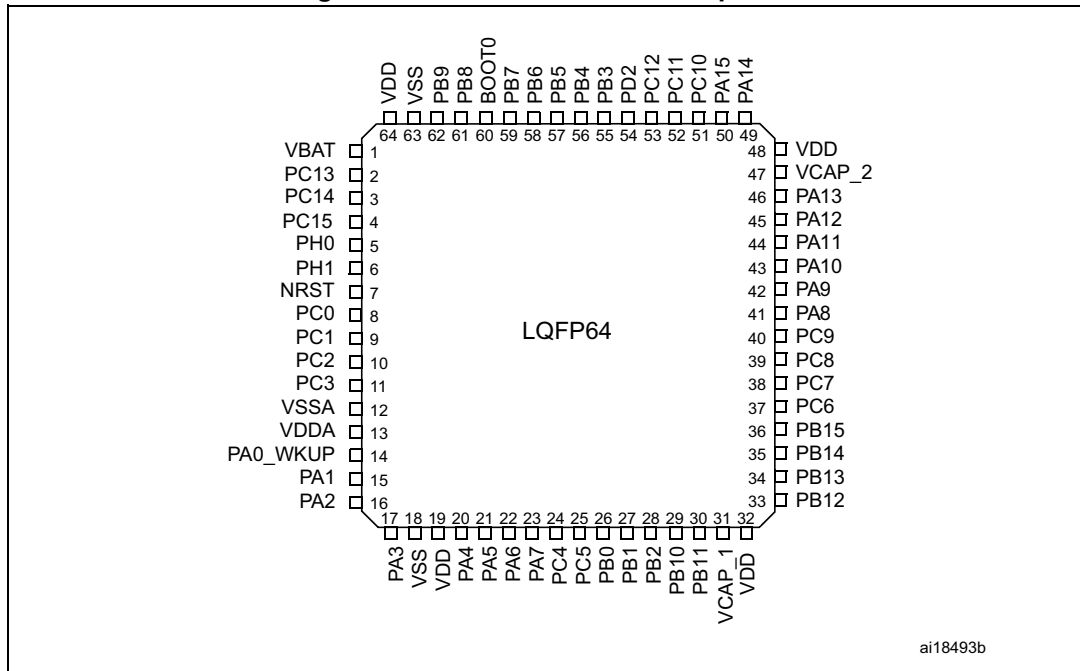 VDD VSS PB9 PB8 BOOT0 PB7 PB6 PB5 PB4 PB3 PD2 PC12 PC11 PC10 PA15 PA14
64 63 62 61 60 59 58 57 56 55 54 53 52 51 50 49
VBAT 1 48 VDD
PC13 2 47 VCAP_2
PC14 3 46 PA13
PC15 4 45 PA12
PH0 5 44 PA11
PH1 6 43 PA10
NRST 7 42 PA9
PC0 8 41 PA8
PC1 9 LQFP64 40 PC9
PC2 10 39 PC8
PC3 11 38 PC7
VSSA 12 37 PC6
VDDA 13 36 PB15
PA0_WKUP 14 35 PB14
PA1 15 34 PB13
PA2 16 33 PB12
17 18 19 20 21 22 23 24 25 26 27 28 29 30 31 32
PA3 VSS VDD PA4 PA5 PA6 PA7 PC4 PC5 PB0 PB1 PB2 PB10 PB11 VCAP_1 VDD
ai18493b